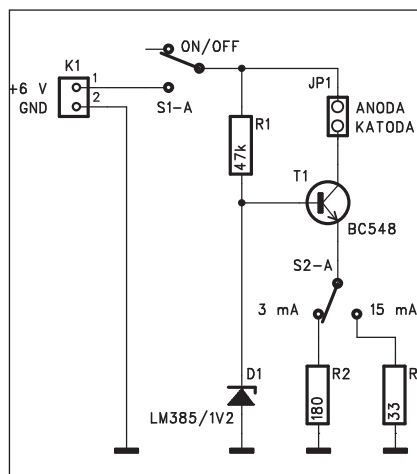 ON/OFF
K1
+6 V
1
GND
2
S1-A
JP1
ANODA
KATODA
R1
47k
T1
BC548
S2-A
3 mA
15 mA
D1
LM385/1V2
R2
180
R
33